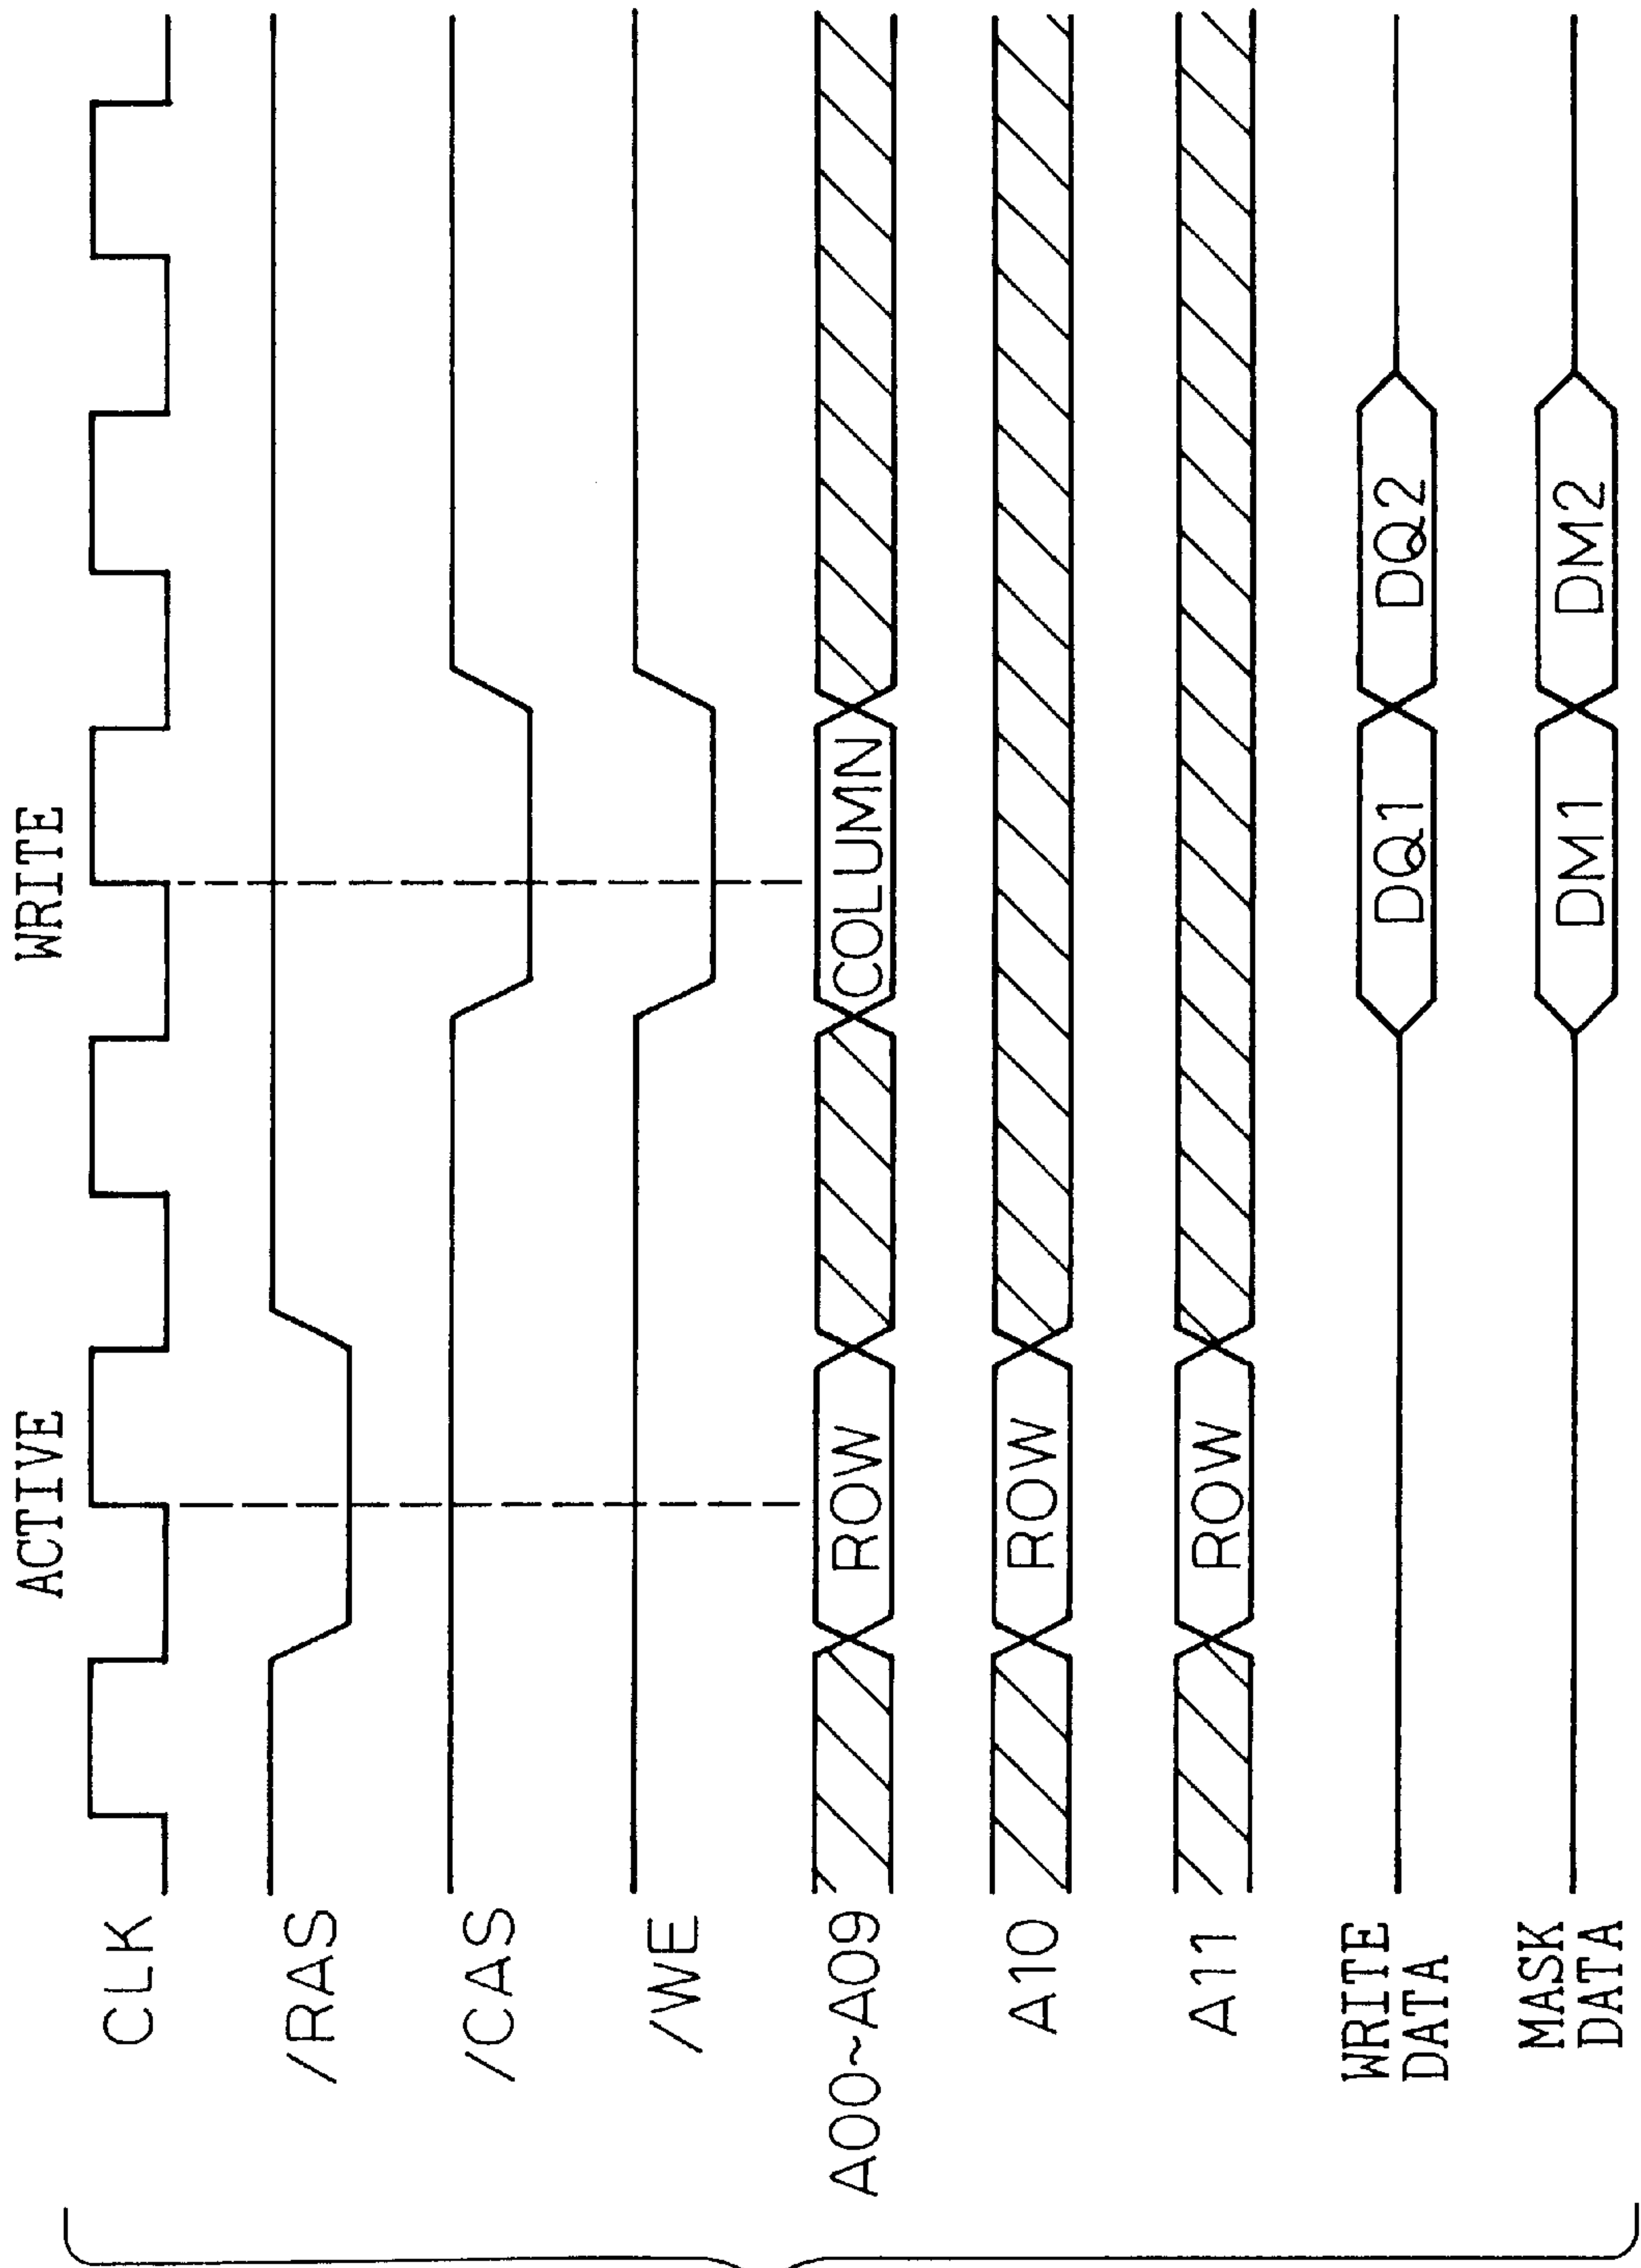 ACTIVE WRITE
CLK
/RAS
/CAS
/WE
A00~A09 ROW COLUMN
A10 ROW
A11 ROW
WRITE
DATA DQ1 DQ2
MASK
DATA DM1 DM2